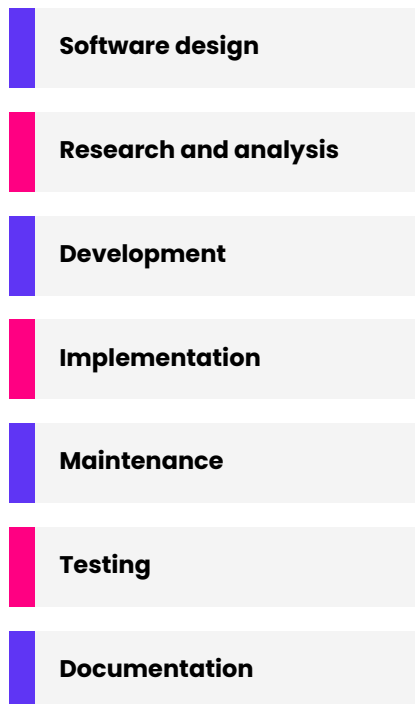 Software design
Research and analysis
Development
Implementation
Maintenance
Testing
Documentation